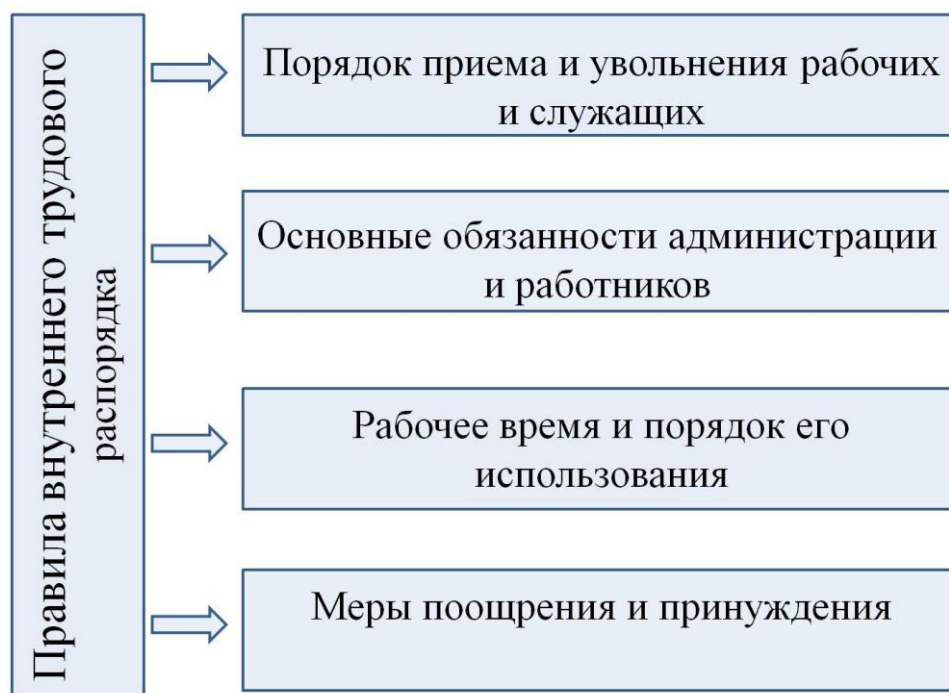 Правила внутреннего трудового
распорядка
Порядок приема и увольнения рабочих
и служащих
Основные обязанности администрации
и работников
Рабочее время и порядок его
использования
Меры поощрения и принуждения